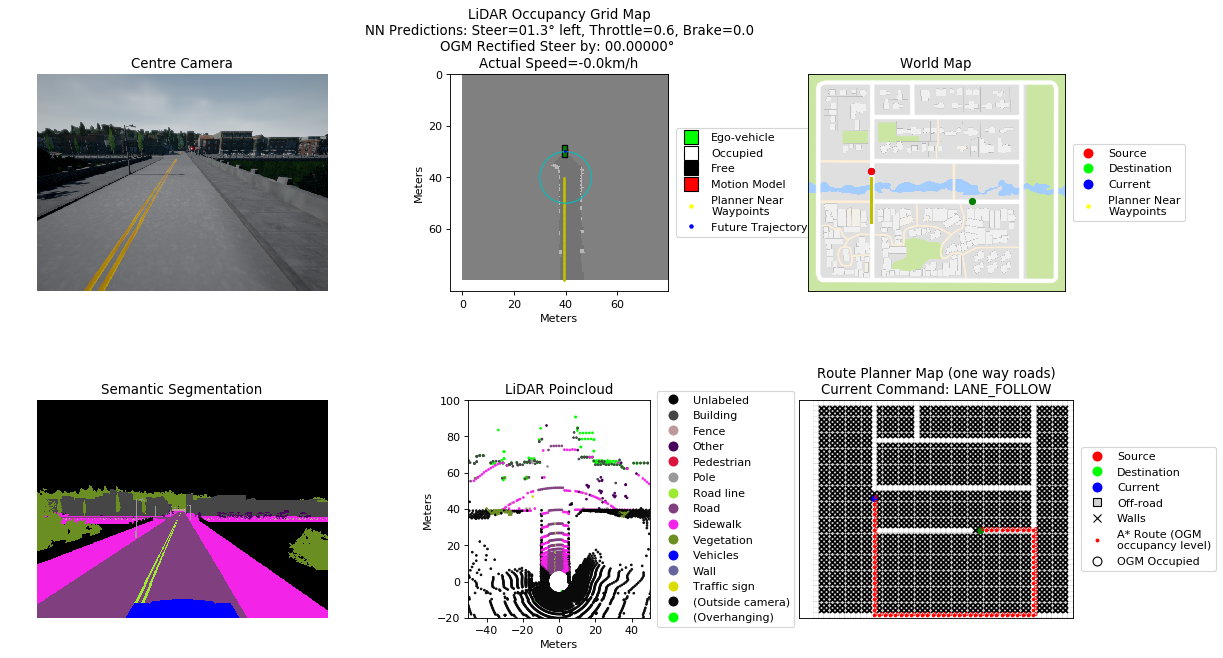 LiDAR Occupancy Grid Map
NN Predictions: Steer=01.3° left, Throttle=0.6, Brake=0.0
OGM Rectified Steer by: 00.00000°
Actual Speed=-0.0km/h
Centre Camera
World Map
0
20
40
60
Meters
0
20
40
60
Meters
Ego-vehicle
Occupied
Free
Motion Model
Planner Near
Waypoints
Future Trajectory
Source
Destination
Current
Planner Near
Waypoints
Semantic Segmentation
LiDAR Poincloud
100
80
60
40
20
0
−20
Meters
−40
−20
0
20
40
Meters
Unlabeled
Building
Fence
Other
Pedestrian
Pole
Road line
Road
Sidewalk
Vegetation
Vehicles
Wall
Traffic sign
(Outside camera)
(Overhanging)
Route Planner Map (one way roads)
Current Command: LANE_FOLLOW
Source
Destination
Current
Off-road
Walls
A* Route (OGM
occupancy level)
OGM Occupied